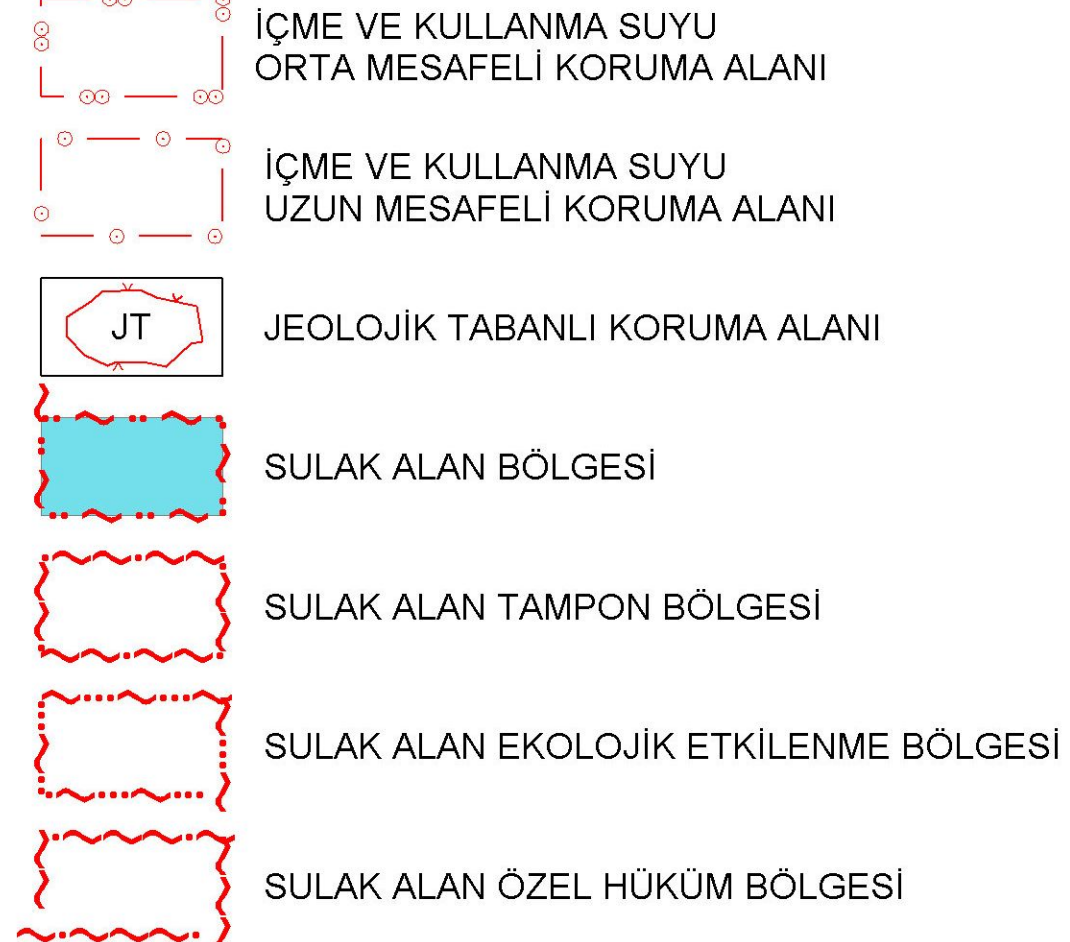 İÇME VE KULLANMA SUYU
ORTA MESAFELİ KORUMA ALANI
İÇME VE KULLANMA SUYU
UZUN MESAFELİ KORUMA ALANI
JT
JEOLOJİK TABANLI KORUMA ALANI
SULAK ALAN BÖLGESİ
SULAK ALAN TAMPON BÖLGESİ
SULAK ALAN EKOLOJİK ETKİLENME BÖLGESİ
SULAK ALAN ÖZEL HÜKÜM BÖLGESİ